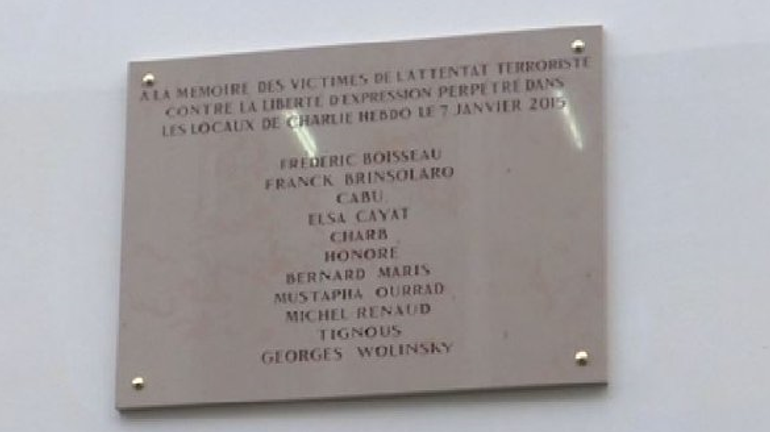 A LA MEMOIRE DES VICTIMES DE L'ATTENTAT TERRORISTE
CONTRE LA LIBERTE D'EXPRESSION PERPETRE DANS
LES LOCAUX DE CHARLIE HEBDO LE 7 JANVIER 2015
FREDERIC BOISSEAU
FRANCK BRINSOLARO
CABU
ELSA CAYAT
CHARB
HONORE
BERNARD MARIS
MUSTAPHA OURRAD
MICHEL RENAUD
TIGNOUS
GEORGES WOLINSKY